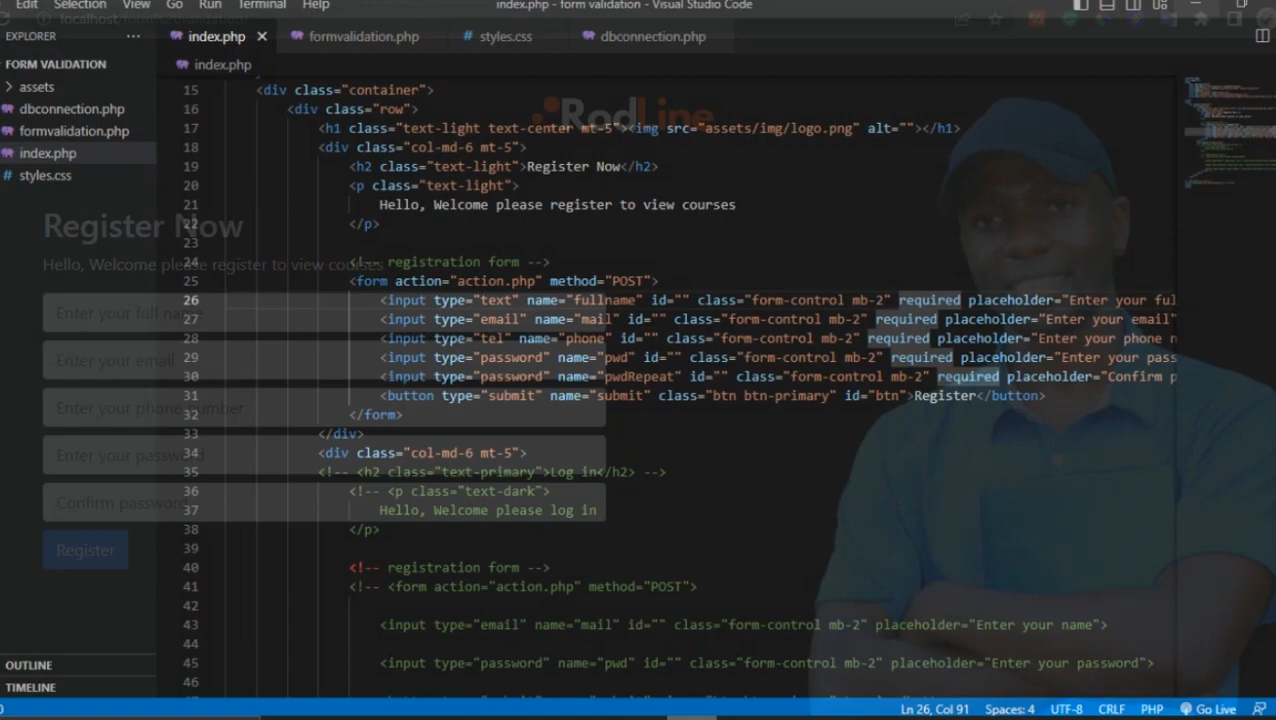 Edit Selection View Go Run Terminal Help
index.php - form validation - Visual Studio Code
EXPLORER ...
index.php
formvalidation.php
# styles.css
dbconnection.php
FORM VALIDATION
assets
dbconnection.php
formvalidation.php
index.php
# styles.css
index.php
RodLine
Register Now
Hello, Welcome please register to view courses
Enter your full name
Enter your email
Enter your phone number
Enter your password
Confirm password
Register
15 <div class="container">
16 <div class="row">
17 <h1 class="text-light text-center mt-5"><img src="assets/img/logo.png" alt=""></h1>
18 <div class="col-md-6 mt-5">
19 <h2 class="text-light">Register Now</h2>
20 <p class="text-light">
21 Hello, Welcome please register to view courses
22 </p>
23
24 <!-- registration form -->
25 <form action="action.php" method="POST">
26 <input type="text" name="fullname" id="" class="form-control mb-2" required placeholder="Enter your ful
27 <input type="email" name="mail" id="" class="form-control mb-2" required placeholder="Enter your email"
28 <input type="tel" name="phone" id="" class="form-control mb-2" required placeholder="Enter your phone n
29 <input type="password" name="pwd" id="" class="form-control mb-2" required placeholder="Enter your pass
30 <input type="password" name="pwdRepeat" id="" class="form-control mb-2" required placeholder="Confirm p
31 <button type="submit" name="submit" class="btn btn-primary" id="btn">Register</button>
32 </form>
33 </div>
34 <div class="col-md-6 mt-5">
35 <!-- <h2 class="text-primary">Log in</h2> -->
36 <!-- <p class="text-dark">
37 Hello, Welcome please log in
38 </p>
39
40 <!-- registration form -->
41 <!-- <form action="action.php" method="POST">
42
43 <input type="email" name="mail" id="" class="form-control mb-2" placeholder="Enter your name">
44
45 <input type="password" name="pwd" id="" class="form-control mb-2" placeholder="Enter your password">
46
OUTLINE
TIMELINE
0
Ln 26, Col 91 Spaces: 4 UTF-8 CRLF PHP Go Live